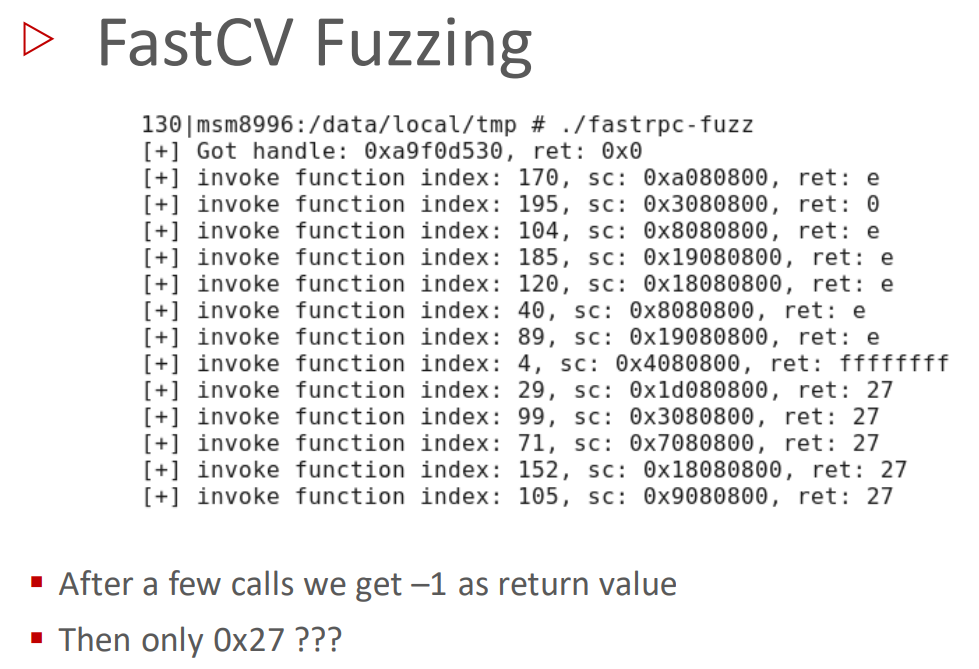 FastCV Fuzzing
130|msm8996:/data/local/tmp # ./fastrpc-fuzz
[+] Got handle: 0xa9f0d530, ret: 0x0
[+] invoke function index: 170, sc: 0xa080800, ret: e
[+] invoke function index: 195, sc: 0x3080800, ret: 0
[+] invoke function index: 104, sc: 0x8080800, ret: e
[+] invoke function index: 185, sc: 0x19080800, ret: e
[+] invoke function index: 120, sc: 0x18080800, ret: e
[+] invoke function index: 40, sc: 0x8080800, ret: e
[+] invoke function index: 89, sc: 0x19080800, ret: e
[+] invoke function index: 4, sc: 0x4080800, ret: ffffffff
[+] invoke function index: 29, sc: 0x1d080800, ret: 27
[+] invoke function index: 99, sc: 0x3080800, ret: 27
[+] invoke function index: 71, sc: 0x7080800, ret: 27
[+] invoke function index: 152, sc: 0x18080800, ret: 27
[+] invoke function index: 105, sc: 0x9080800, ret: 27
▪ After a few calls we get –1 as return value
▪ Then only 0x27 ???